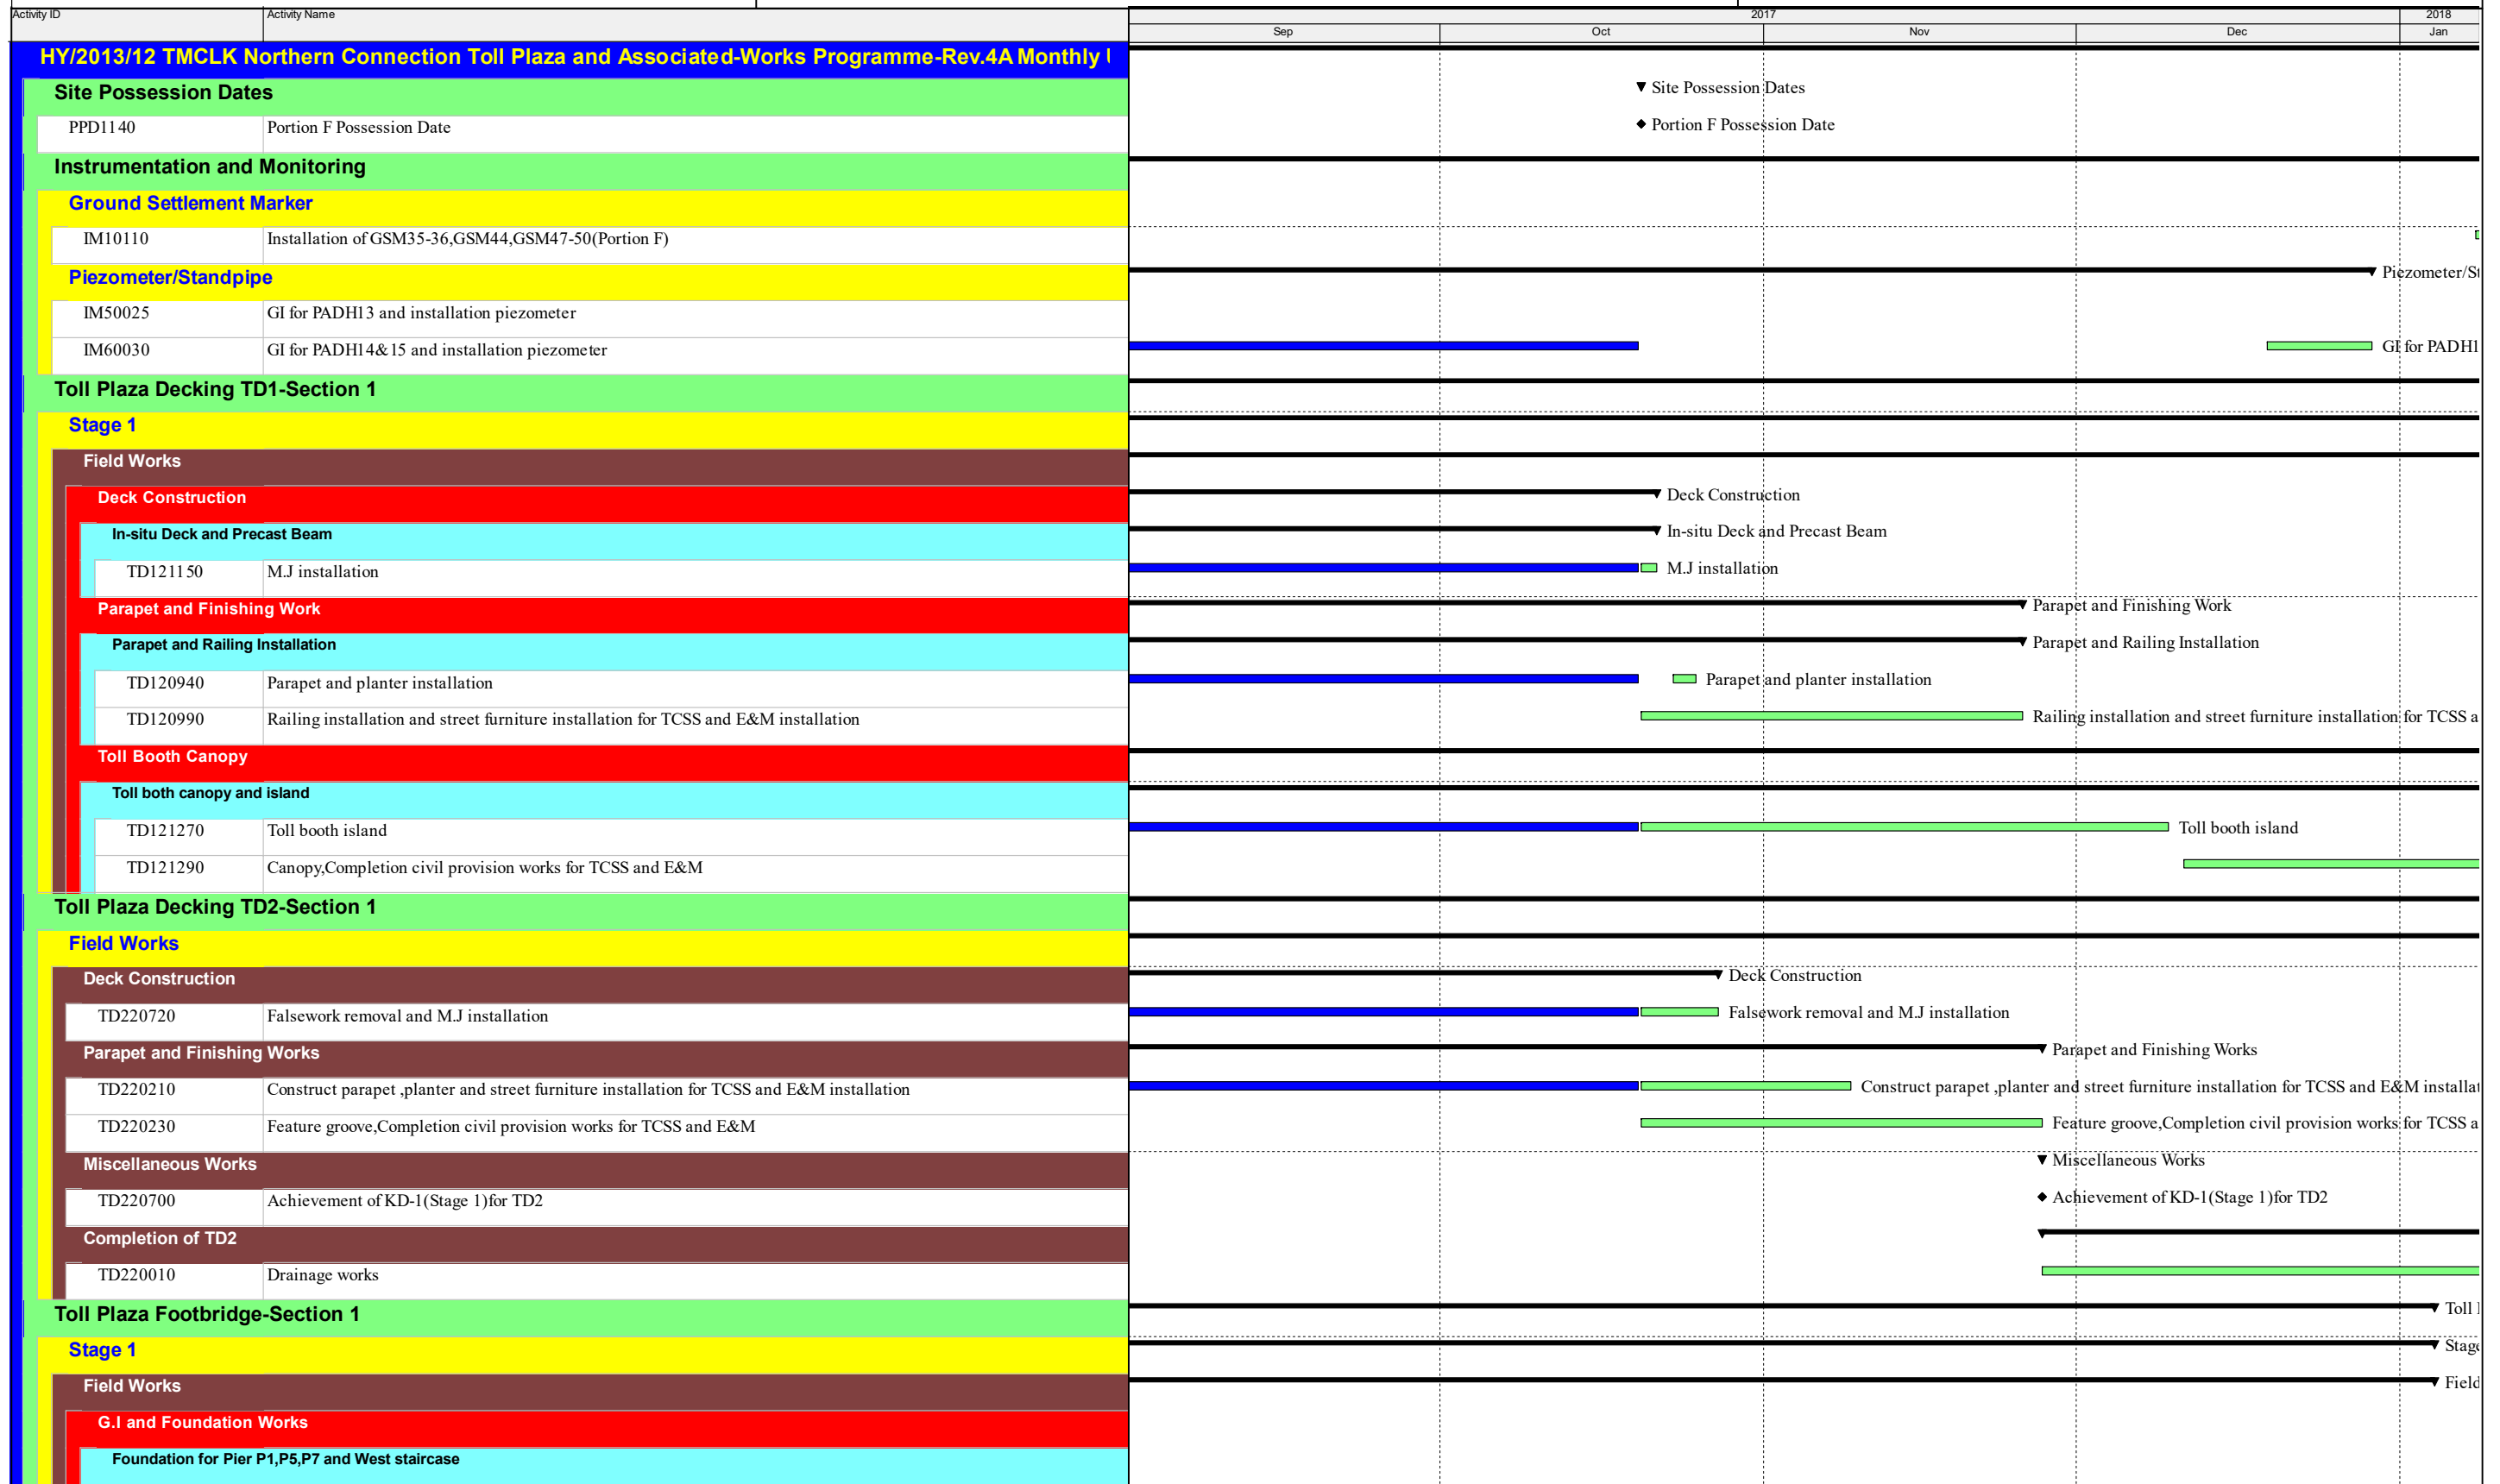 Activity ID Activity Name 2017 2018
Sep Oct Nov Dec Jan
HY/2013/12 TMCLK Northern Connection Toll Plaza and Associated-Works Programme-Rev.4A Monthly
Site Possession Dates Site Possession Dates
PPD1140 Portion F Possession Date Portion F Possession Date
Instrumentation and Monitoring
Ground Settlement Marker
IM10110 Installation of GSM35-36,GSM44,GSM47-50(Portion F)
Piezometer/Standpipe Piezometer/St
IM50025 GI for PADH13 and installation piezometer
IM60030 GI for PADH14&15 and installation piezometer GI for PADH1
Toll Plaza Decking TD1-Section 1
Stage 1
Field Works
Deck Construction Deck Construction
In-situ Deck and Precast Beam In-situ Deck and Precast Beam
TD121150 M.J installation M.J installation
Parapet and Finishing Work Parapet and Finishing Work
Parapet and Railing Installation Parapet and Railing Installation
TD120940 Parapet and planter installation Parapet and planter installation
TD120990 Railing installation and street furniture installation for TCSS and E&M installation Railing installation and street furniture installation for TCSS a
Toll Booth Canopy
Toll both canopy and island
TD121270 Toll booth island Toll booth island
TD121290 Canopy,Completion civil provision works for TCSS and E&M
Toll Plaza Decking TD2-Section 1
Field Works
Deck Construction Deck Construction
TD220720 Falsework removal and M.J installation Falsework removal and M.J installation
Parapet and Finishing Works Parapet and Finishing Works
TD220210 Construct parapet ,planter and street furniture installation for TCSS and E&M installation Construct parapet ,planter and street furniture installation for TCSS and E&M installat
TD220230 Feature groove,Completion civil provision works for TCSS and E&M Feature groove,Completion civil provision works for TCSS a
Miscellaneous Works Miscellaneous Works
TD220700 Achievement of KD-1(Stage 1)for TD2 Achievement of KD-1(Stage 1)for TD2
Completion of TD2
TD220010 Drainage works
Toll Plaza Footbridge-Section 1 Toll
Stage 1 Stage
Field Works Field
G.I and Foundation Works
Foundation for Pier P1,P5,P7 and West staircase